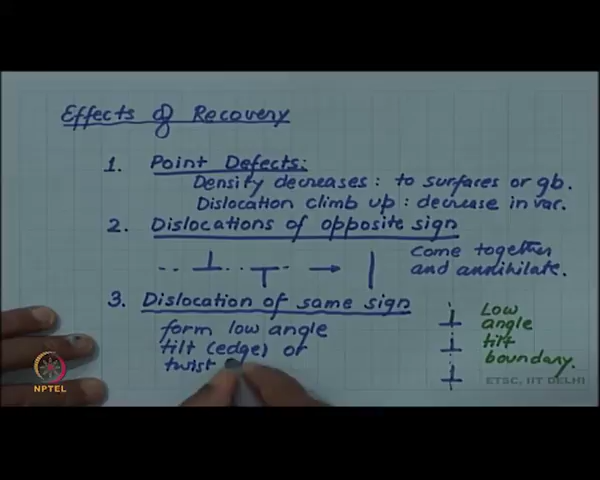 Effects of Recovery
1. Point Defects:
Density decreases: to surfaces or gb.
Dislocation climb up: decrease in vac.
2. Dislocations of opposite sign
come together
and annihilate.
3. Dislocation of same sign
form low angle
tilt (edge) or
twist
Low
angle
tilt
boundary.
NPTEL
ETSC, IIT DELHI